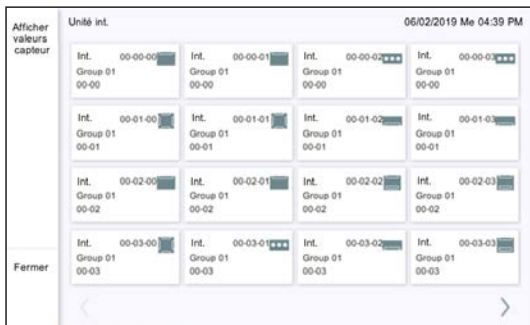 Afficher
valeurs
capteur
Unité int.
06/02/2019 Me 04:39 PM
Int. 00-00-00
Group 01
00-00
Int. 00-00-01
Group 01
00-00
Int. 00-00-02
Group 01
00-00
Int. 00-00-03
Group 01
00-00
Int. 00-01-00
Group 01
00-01
Int. 00-01-01
Group 01
00-01
Int. 00-01-02
Group 01
00-01
Int. 00-01-03
Group 01
00-01
Int. 00-02-00
Group 01
00-02
Int. 00-02-01
Group 01
00-02
Int. 00-02-02
Group 01
00-02
Int. 00-02-03
Group 01
00-02
Int. 00-03-00
Group 01
00-03
Int. 00-03-01
Group 01
00-03
Int. 00-03-02
Group 01
00-03
Int. 00-03-03
Group 01
00-03
Fermer